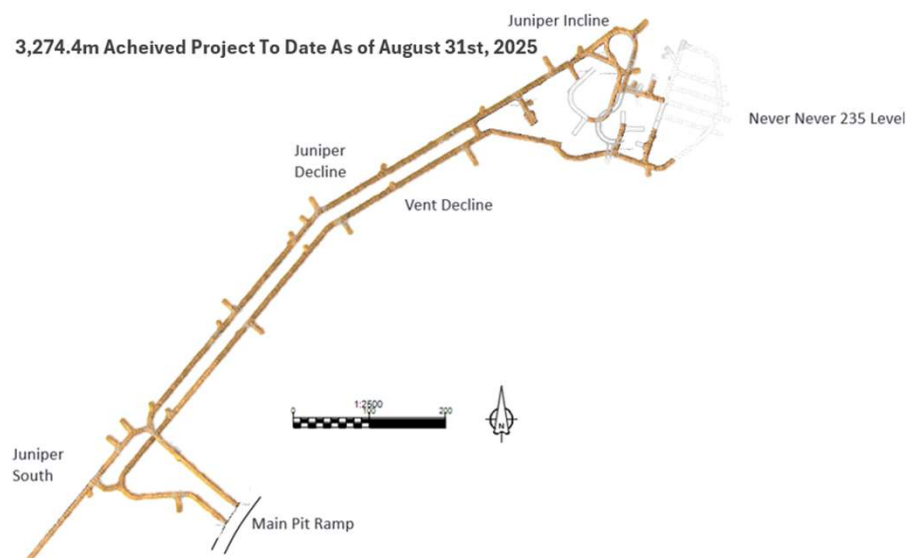 Juniper Incline
3,274.4m Acheived Project To Date As of August 31st, 2025
Never Never 235 Level
Juniper
Decline
Vent Decline
1:2500
0 100 200
N
Juniper
South
Main Pit Ramp